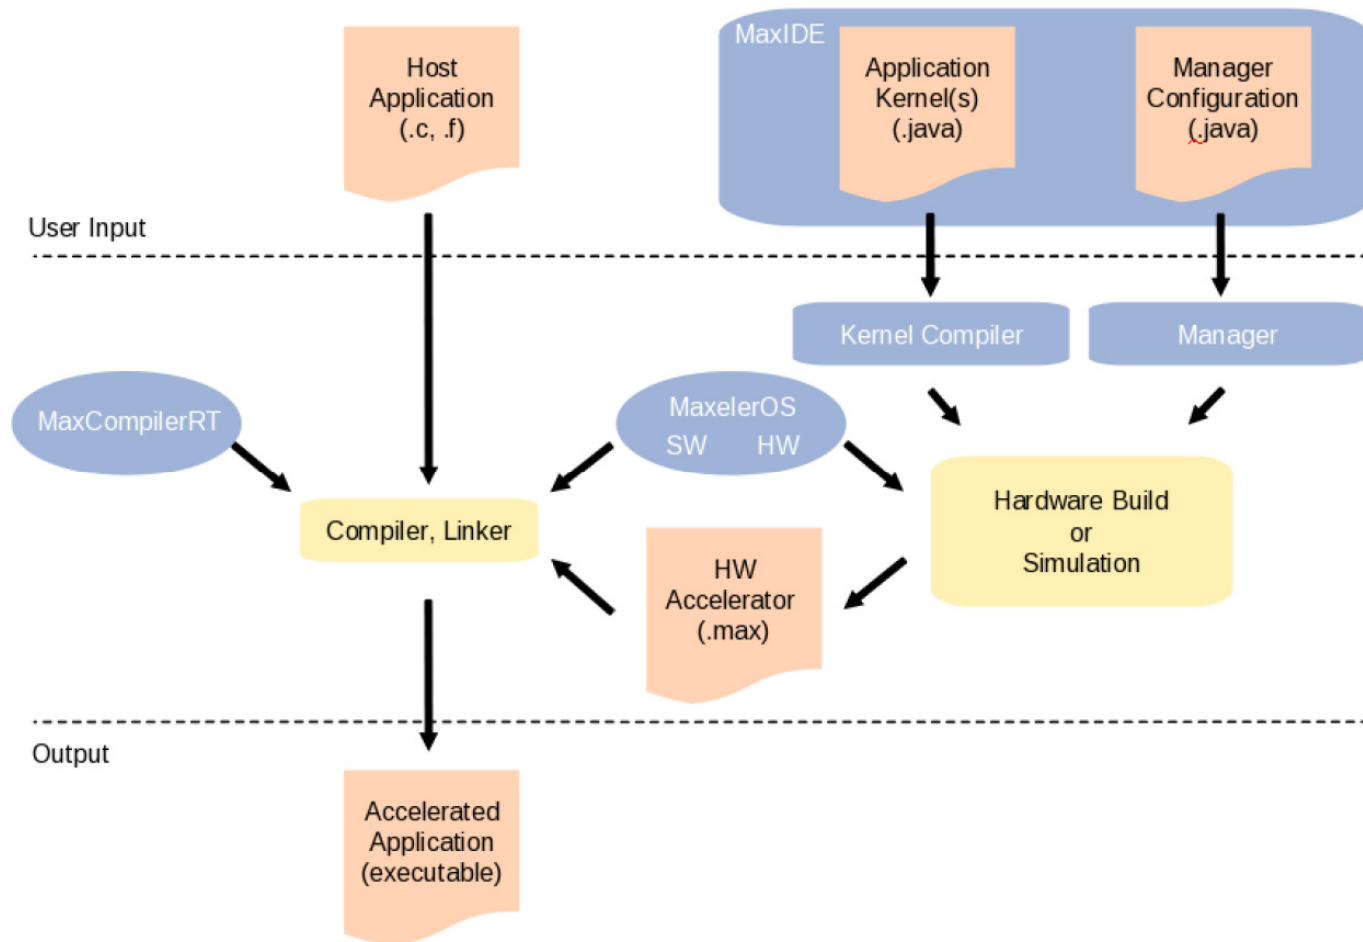 MaxIDE
Host
Application
(.c, .f)
Application
Kernel(s)
(.java)
Manager
Configuration
(.java)
User Input
Kernel Compiler
Manager
MaxCompilerRT
MaxelerOS
SW HW
Compiler, Linker
Hardware Build
or
Simulation
HW
Accelerator
(.max)
Output
Accelerated
Application
(executable)